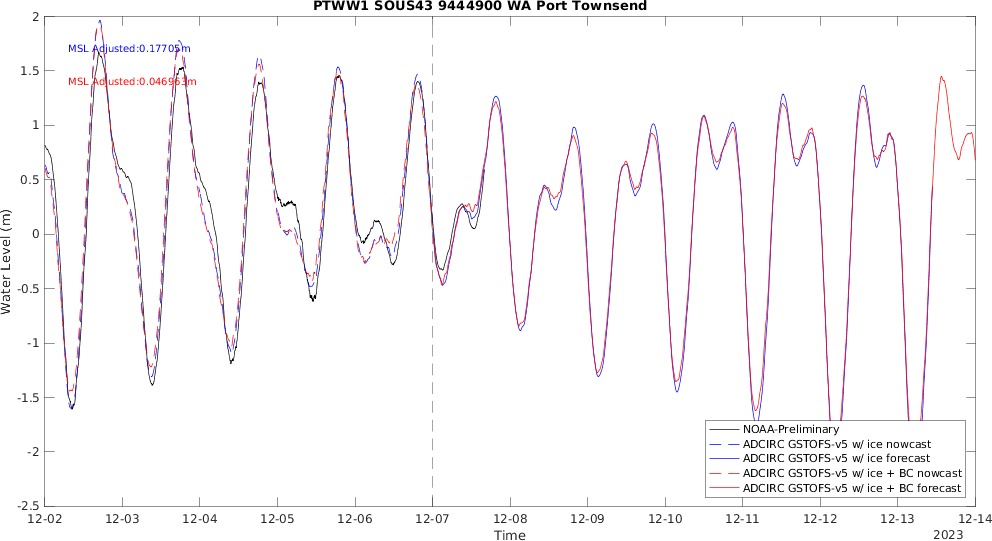 PTWW1 SOUS43 9444900 WA Port Townsend
MSL Adjusted:0.17705m
MSL Adjusted:0.046963m
Water Level (m)
2
1.5
1
0.5
0
-0.5
-1
-1.5
-2
-2.5
NOAA-Preliminary
ADCIRC GSTOFS-v5 w/ ice nowcast
ADCIRC GSTOFS-v5 w/ ice forecast
ADCIRC GSTOFS-v5 w/ ice + BC nowcast
ADCIRC GSTOFS-v5 w/ ice + BC forecast
12-02 12-03 12-04 12-05 12-06 12-07 12-08 12-09 12-10 12-11 12-12 12-13 12-14
Time
2023